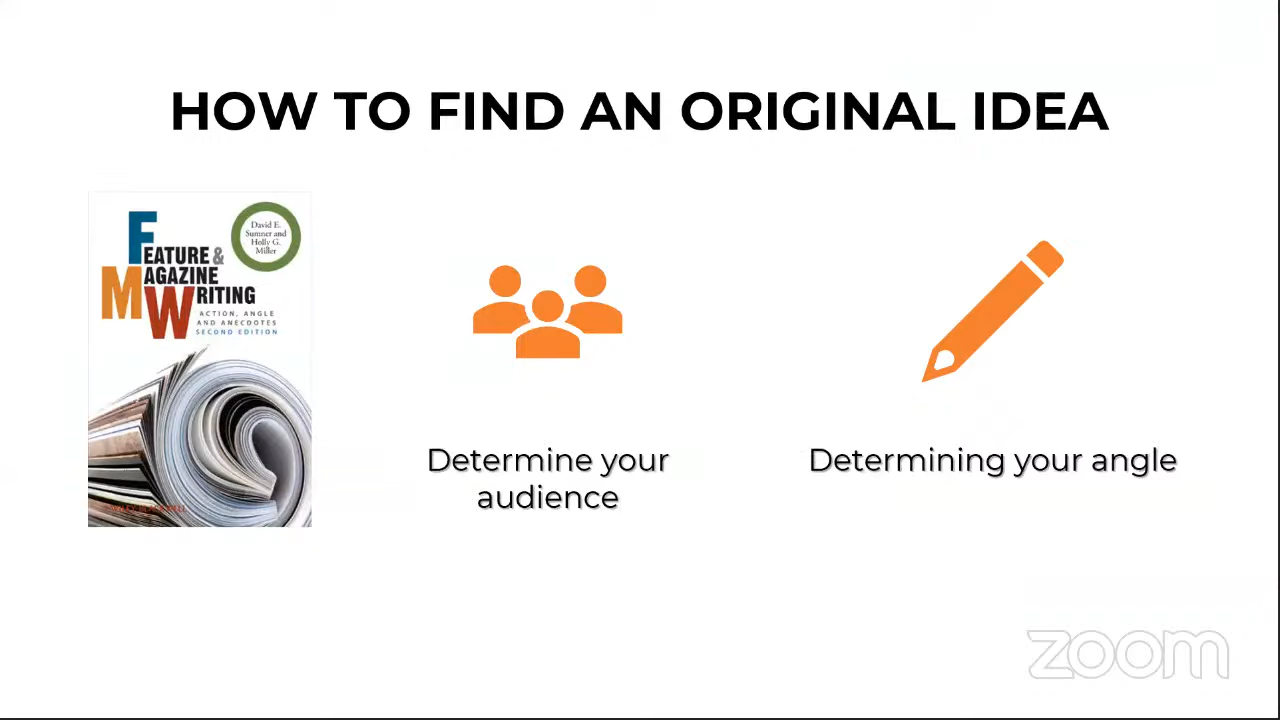 HOW TO FIND AN ORIGINAL IDEA
David E.
Sumner and
Holly G.
Miller
FEATURE &
MAGAZINE
WRITING
ACTION, ANGLE
AND ANECDOTES
SECOND EDITION
Determine your
audience
Determining your angle
zoom